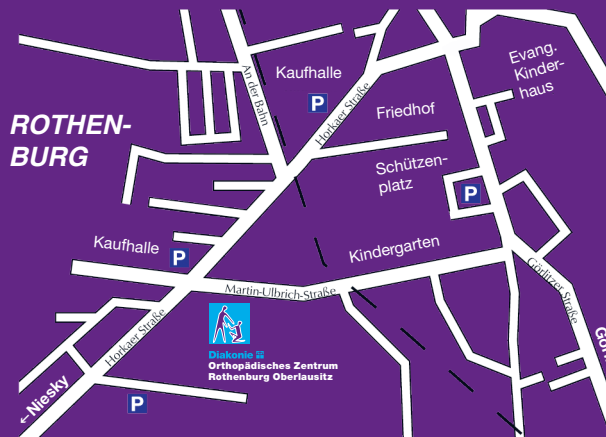 Evang.
Kinder-
haus
Kaufhalle
P
An der Bahn
Horkaer Straße
Friedhof
ROTHEN-
BURG
Schützen-
platz
P
Kaufhalle
P
Kindergarten
Görlitzer Straße
Martin-Ulbrich-Straße
Horkaer Straße
Diakonie
Orthopädisches Zentrum
Rothenburg Oberlausitz
←Niesky
P